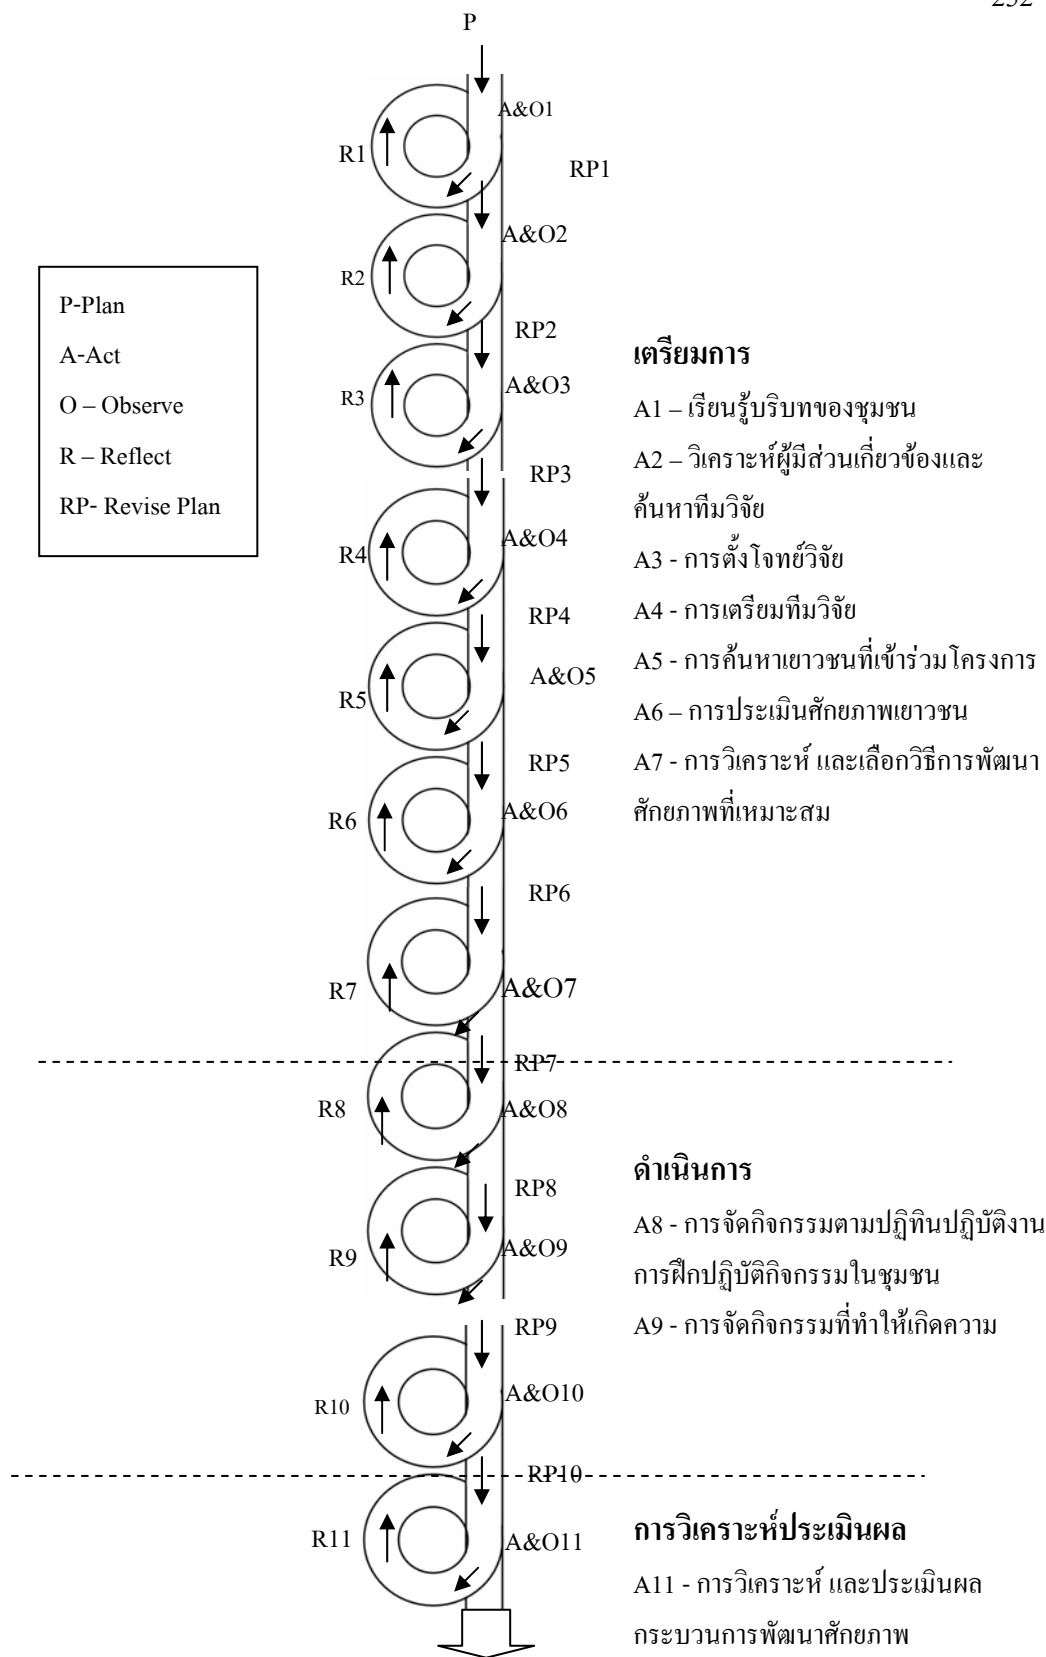 P
A&O1
R1
RP1
A&O2
R2
P-Plan
A-Act
O – Observe
R – Reflect
RP- Revise Plan
RP2
A&O3
R3
RP3
A&O4
R4
RP4
A&O5
R5
RP5
A&O6
R6
RP6
A&O7
R7
RP7
A&O8
R8
RP8
A&O9
R9
RP9
A&O10
R10
RP10
A&O11
R11
เตรียมการ
A1 – เรียนรู้บริบทของชุมชน
A2 – วิเคราะห์ผู้มีส่วนเกี่ยวข้องและ
ค้นหาทีมวิจัย
A3 - การตั้งโจทย์วิจัย
A4 - การเตรียมทีมวิจัย
A5 - การค้นหาเยาวชนที่เข้าร่วมโครงการ
A6 – การประเมินศักยภาพเยาวชน
A7 - การวิเคราะห์ และเลือกวิธีการพัฒนา
ศักยภาพที่เหมาะสม
ดำเนินการ
A8 - การจัดกิจกรรมตามปฏิทินปฏิบัติงาน
การฝึกปฏิบัติกิจกรรมในชุมชน
A9 - การจัดกิจกรรมที่ทำให้เกิดความ
การวิเคราะห์ประเมินผล
A11 - การวิเคราะห์ และประเมินผล
กระบวนการพัฒนาศักยภาพ